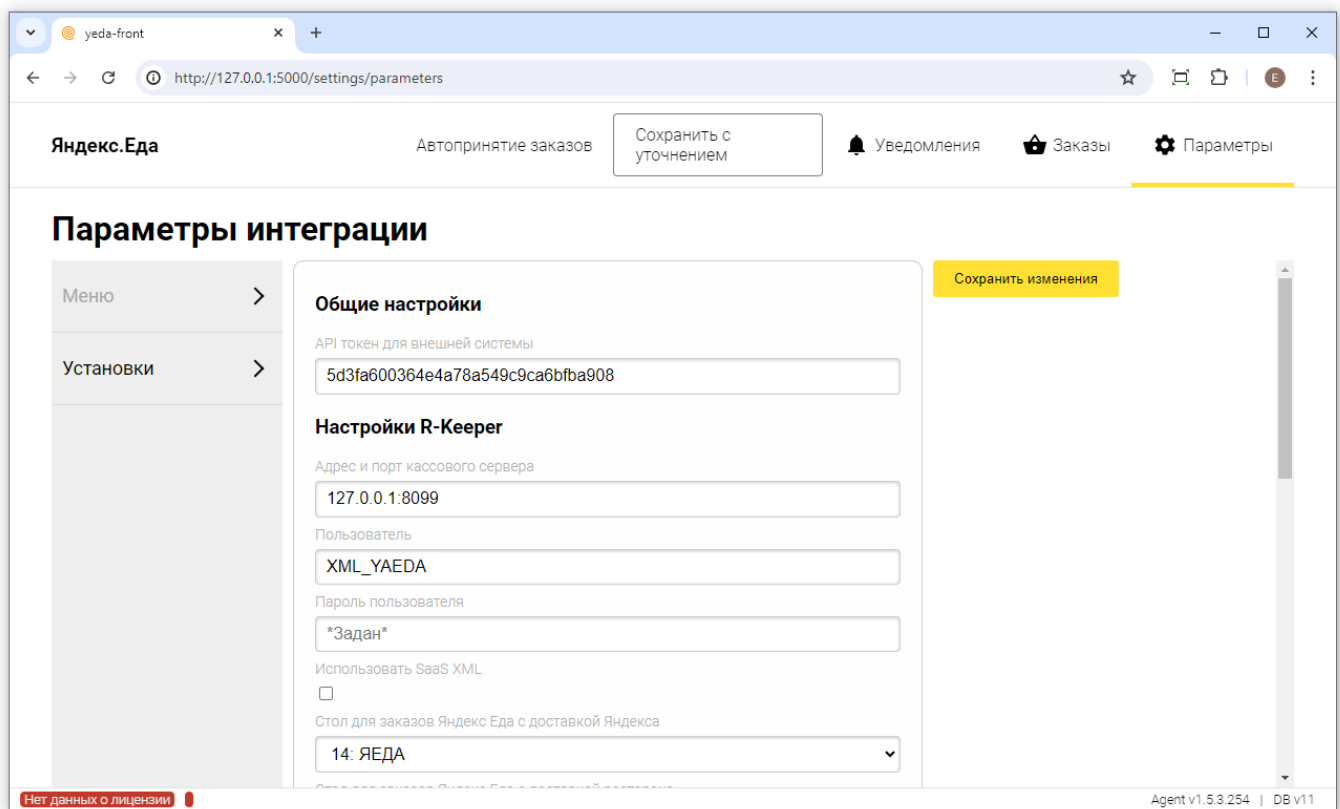 yeda-front
http://127.0.0.1:5000/settings/parameters
E
Яндекс.Еда
Автопринятие заказов
Сохранить с
уточнением
Уведомления
Заказы
Параметры
Параметры интеграции
Меню
Установки
Общие настройки
API токен для внешней системы
5d3fa600364e4a78a549c9ca6bfba908
Настройки R-Keeper
Адрес и порт кассового сервера
127.0.0.1:8099
Пользователь
XML_YAEDA
Пароль пользователя
*Задан*
Использовать SaaS XML
Стол для заказов Яндекс Еда с доставкой Яндекса
14: ЯЕДА
Сохранить изменения
Нет данных о лицензии
Agent v1.5.3.254 | DB v11